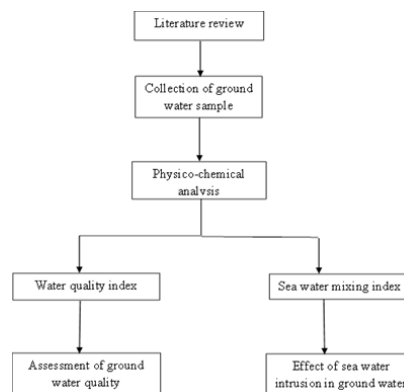 Literature review
Collection of ground
water sample
Physico-chemical
analysis
Water quality index
Sea water mixing index
Assessment of ground
water quality
Effect of sea water
intrusion in ground water